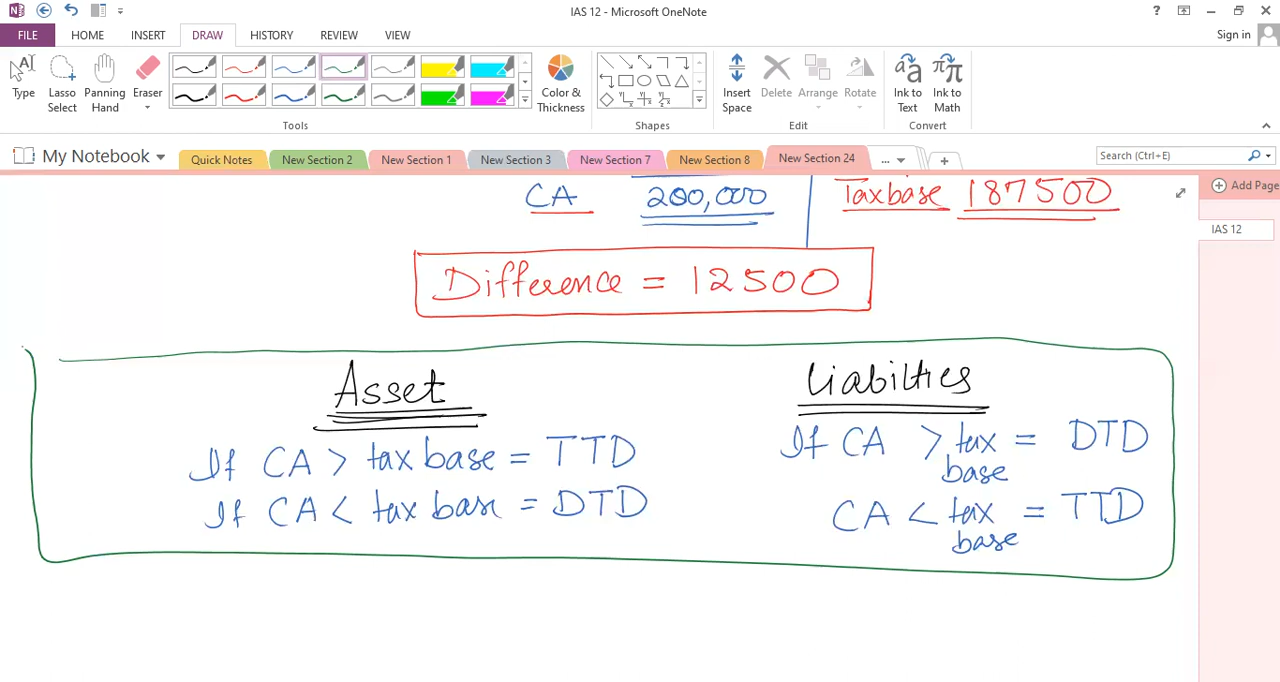 IAS 12 - Microsoft OneNote
?
FILE HOME INSERT DRAW HISTORY REVIEW VIEW
Sign in
Type
Lasso Select
Panning Hand
Eraser
Color & Thickness
Insert Space
Delete
Arrange
Rotate
Ink to Text
Ink to Math
Tools
Shapes
Edit
Convert
My Notebook
Quick Notes
New Section 2
New Section 1
New Section 3
New Section 7
New Section 8
New Section 24
...
Search (Ctrl+E)
Add Page
IAS 12
CA 200,000
Tax base 187500
Difference = 12500
Asset
If CA > tax base = TTD
If CA < tax base = DTD
Liabilties
If CA > tax = DTD
base
CA < tax = TTD
base